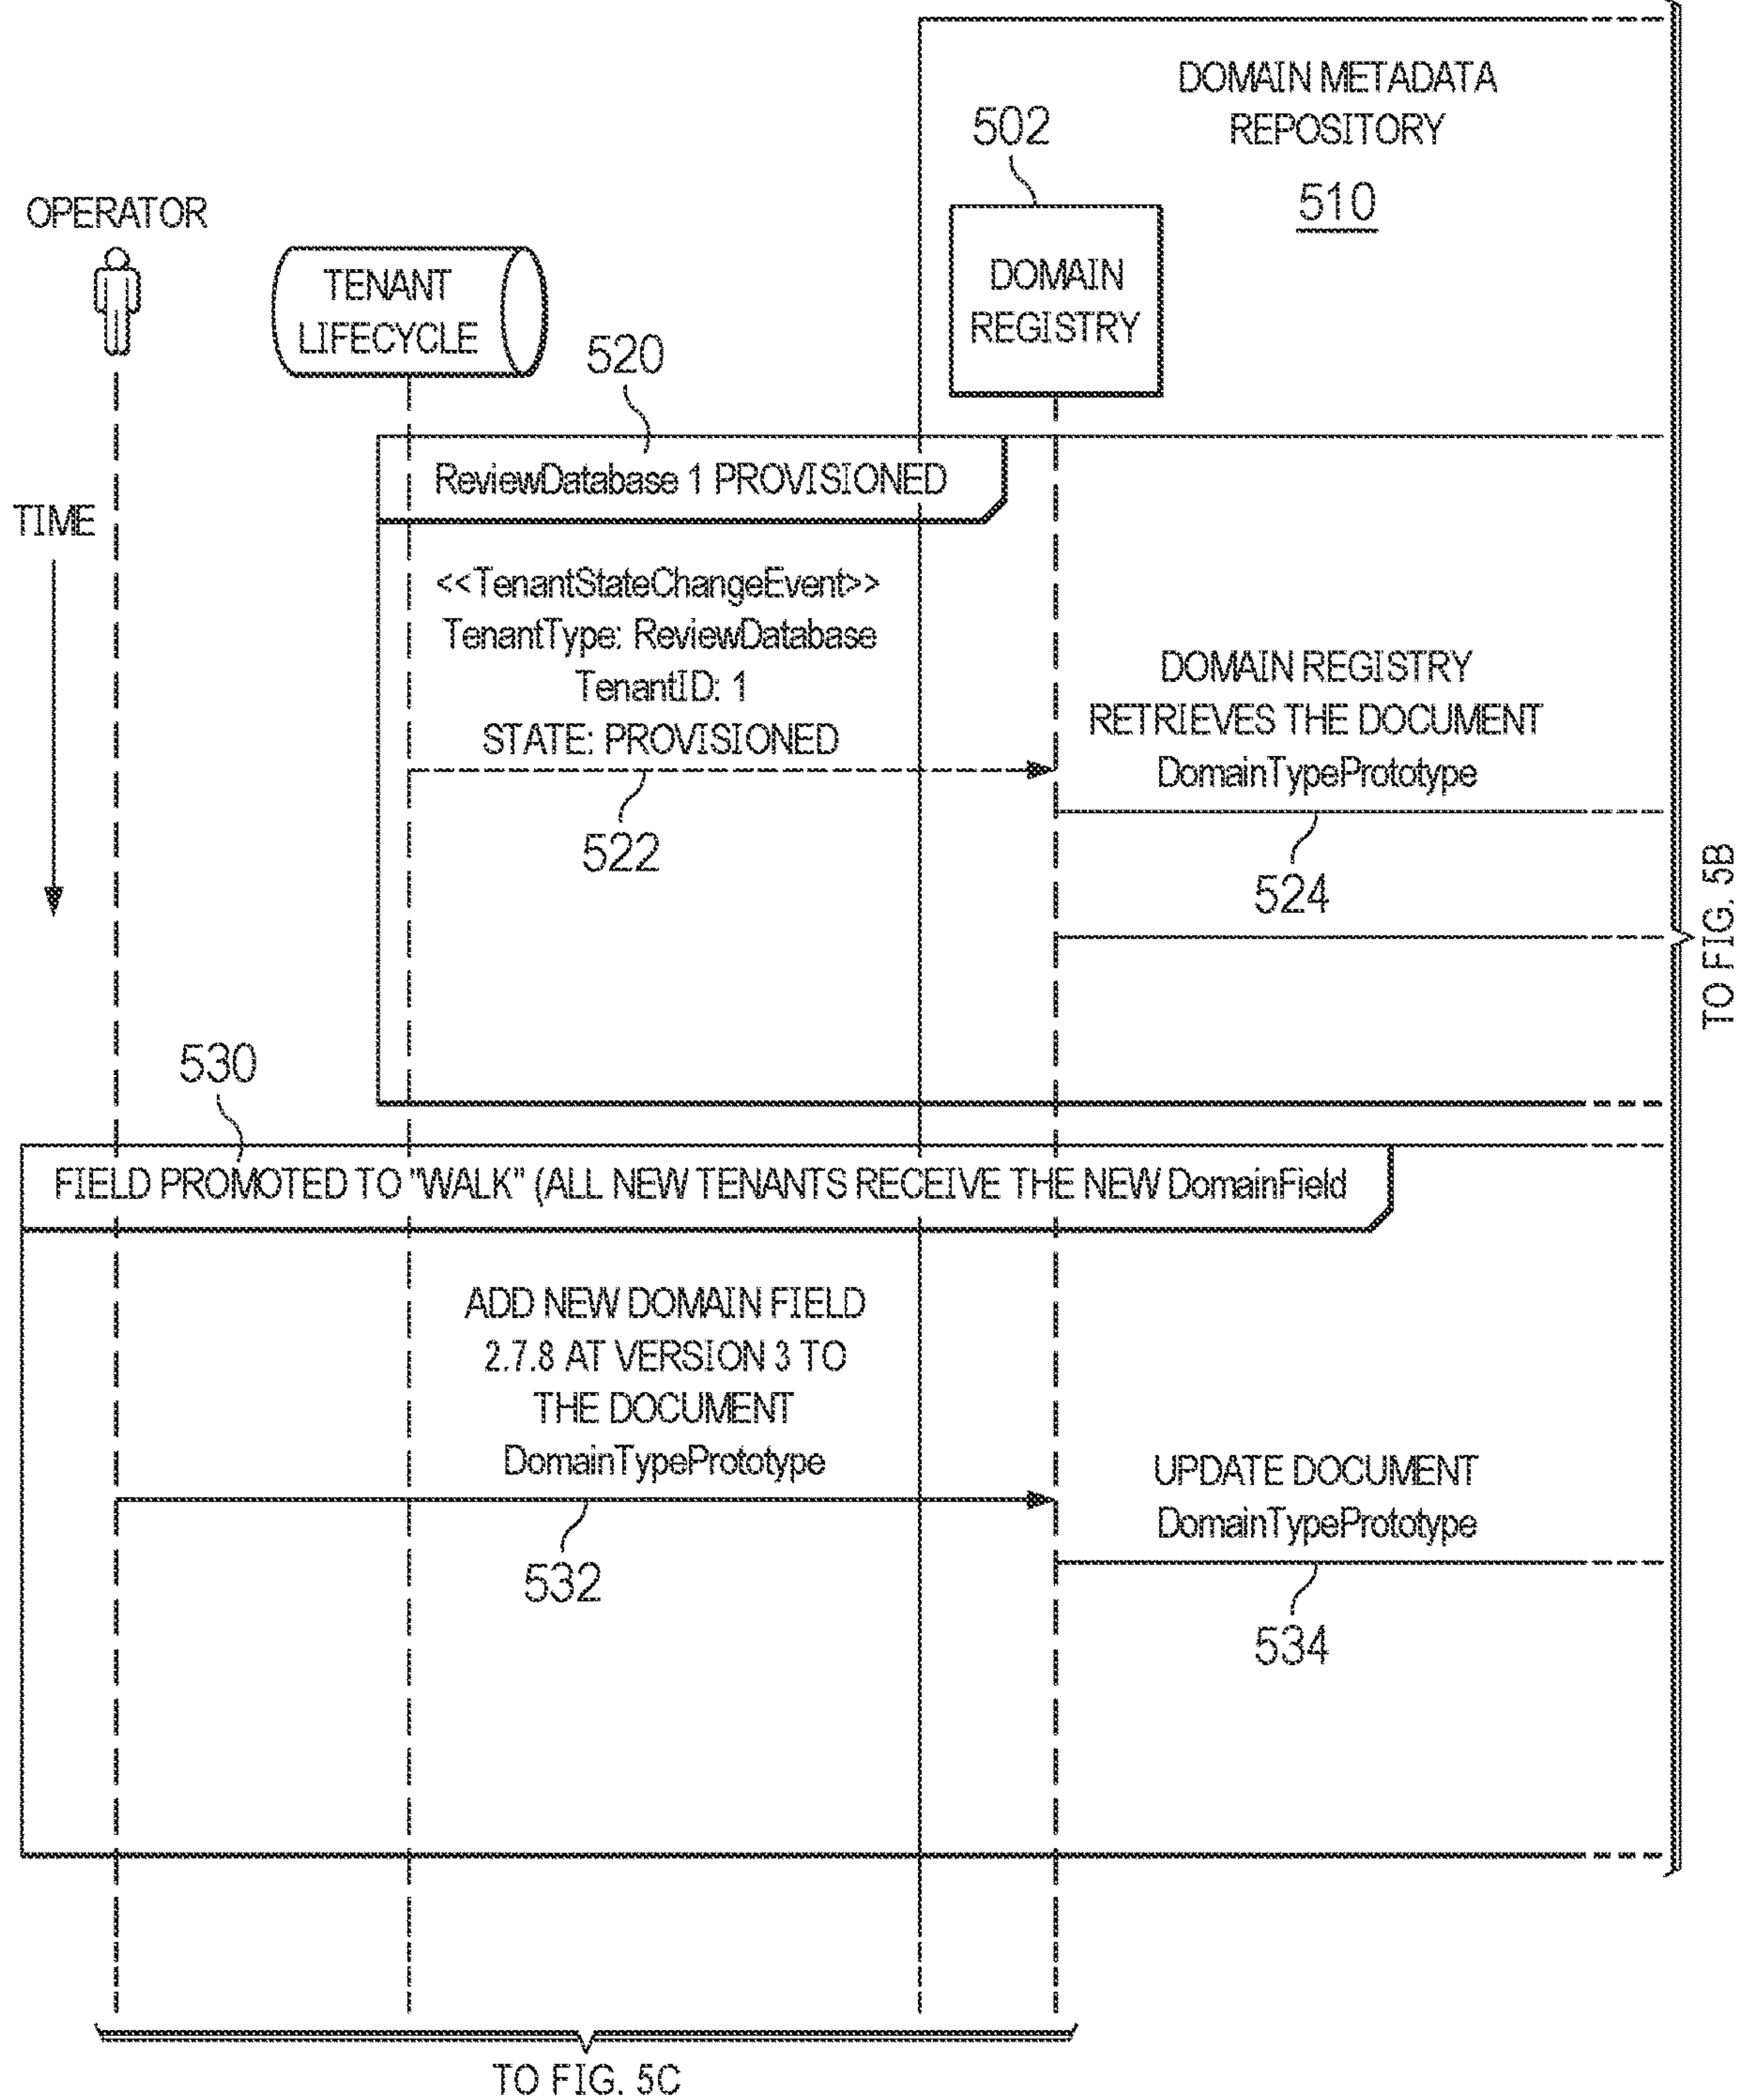 DOMAIN METADATA
REPOSITORY
510
502
OPERATOR
DOMAIN
REGISTRY
TENANT
LIFECYCLE
520
ReviewDatabase 1 PROVISIONED
TIME
<<TenantStateChangeEvent>>
TenantType: ReviewDatabase
TenantID: 1
STATE: PROVISIONED
522
DOMAIN REGISTRY
RETRIEVES THE DOCUMENT
DomainTypePrototype
524
TO FIG. 5B
530
FIELD PROMOTED TO "WALK" (ALL NEW TENANTS RECEIVE THE NEW DomainField
ADD NEW DOMAIN FIELD
2.7.8 AT VERSION 3 TO
THE DOCUMENT
DomainTypePrototype
532
UPDATE DOCUMENT
DomainTypePrototype
534
TO FIG. 5C